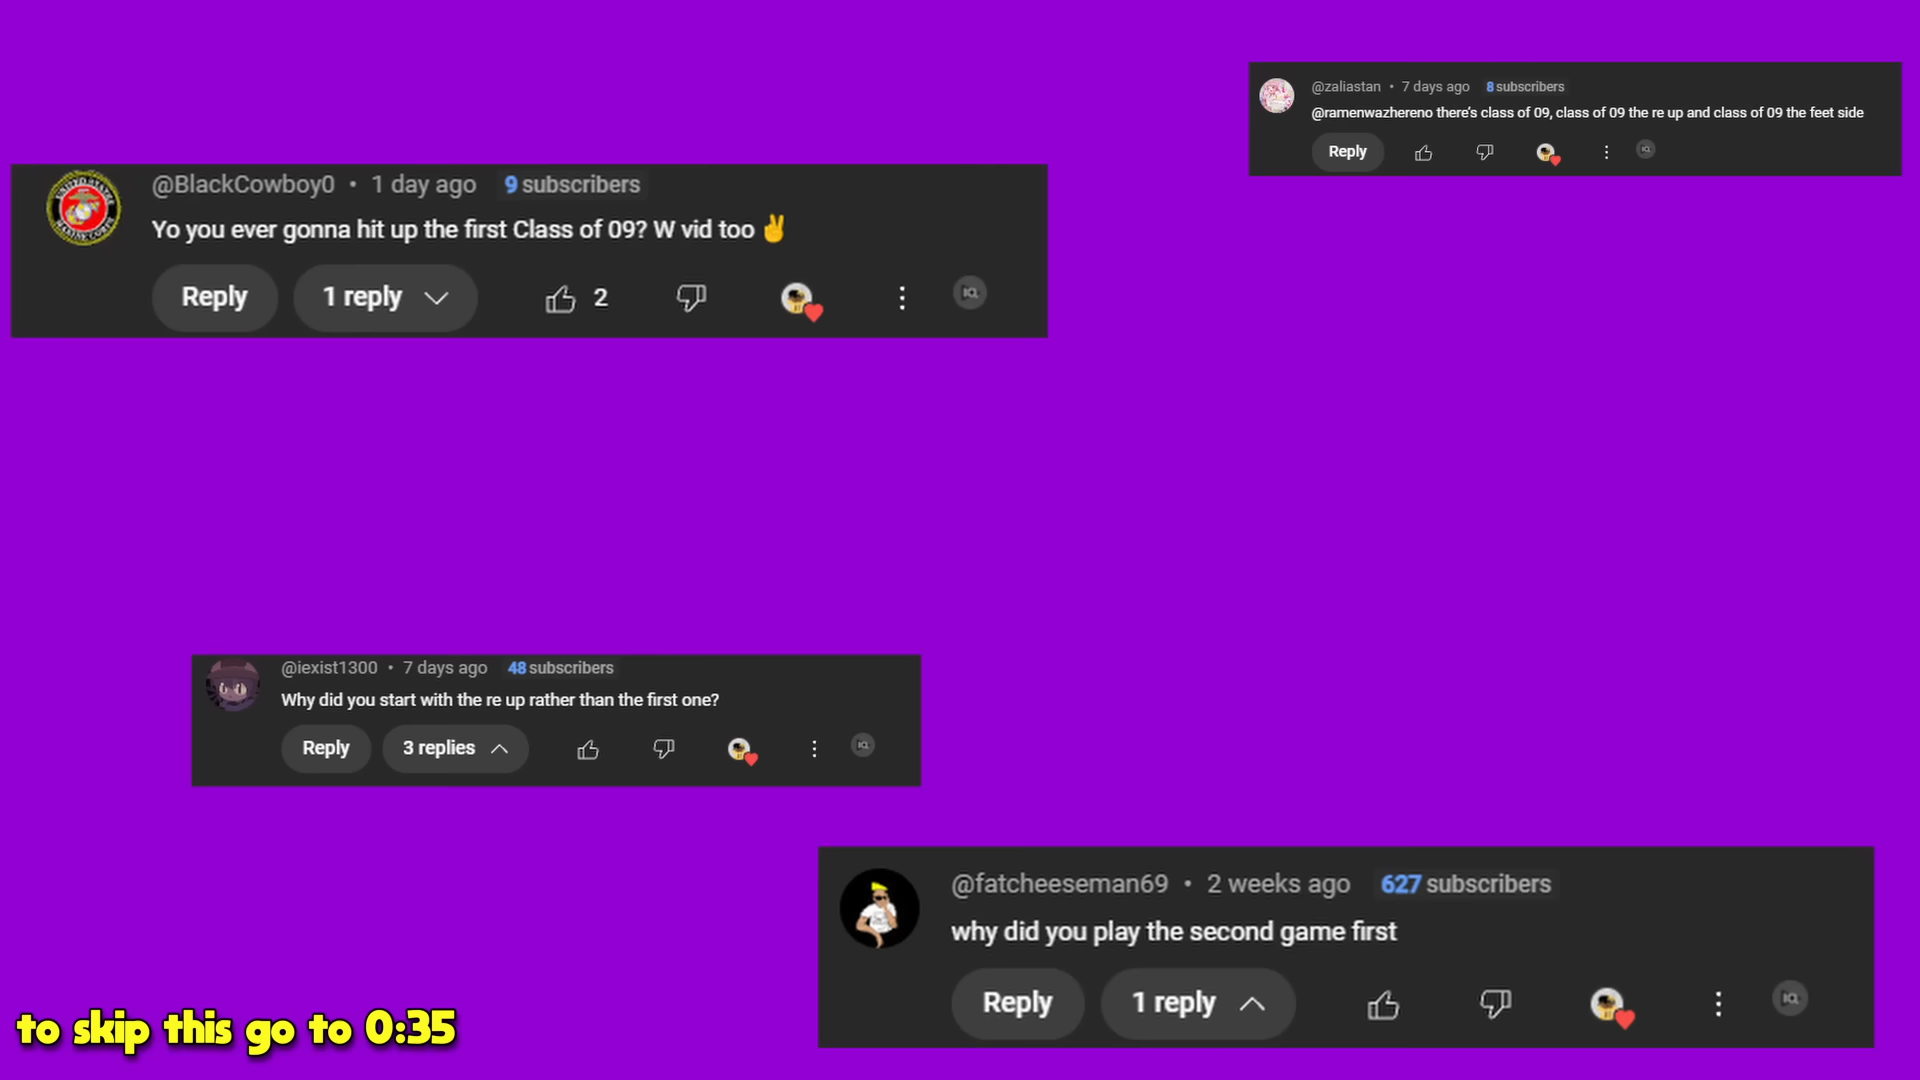 @zaliastan • 7 days ago 8 subscribers
@ramenwazhereno there's class of 09, class of 09 the re up and class of 09 the feet side
Reply
@BlackCowboy0 • 1 day ago 9 subscribers
Yo you ever gonna hit up the first Class of 09? W vid too ✌
Reply 1 reply 2
@iexist1300 • 7 days ago 48 subscribers
Why did you start with the re up rather than the first one?
Reply 3 replies
@fatcheeseman69 • 2 weeks ago 627 subscribers
why did you play the second game first
Reply 1 reply
to skip this go to 0:35